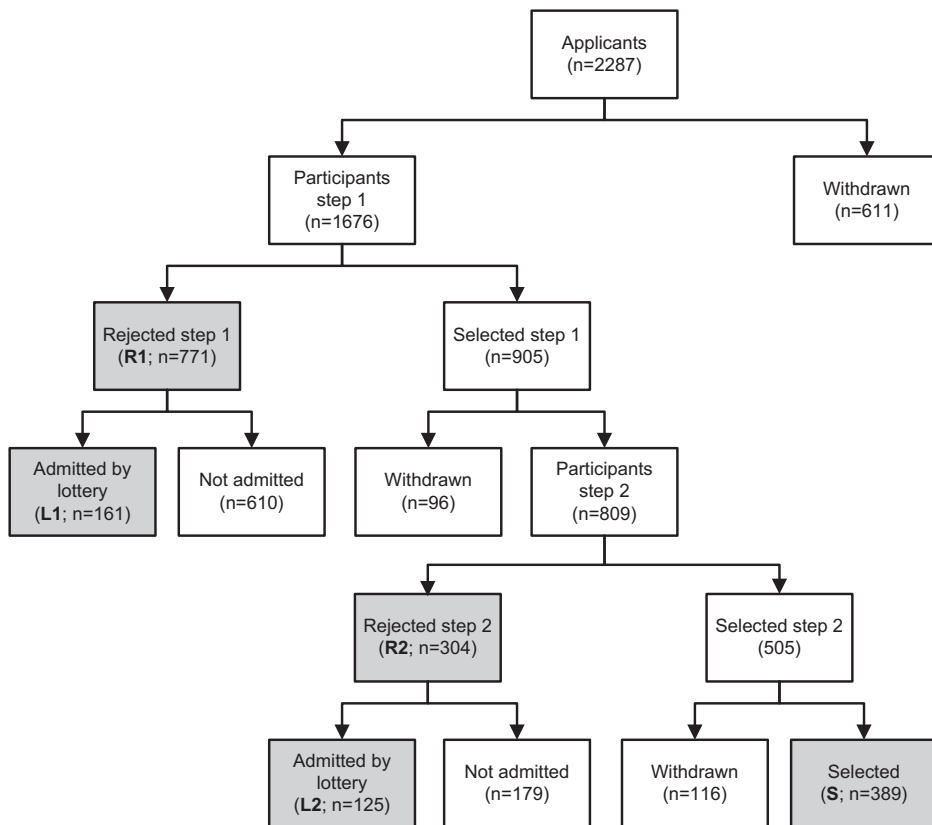 Applicants
(n=2287)
Participants
step 1
(n=1676)
Withdrawn
(n=611)
Rejected step 1
(R1; n=771)
Selected step 1
(n=905)
Admitted by
lottery
(L1; n=161)
Not admitted
(n=610)
Withdrawn
(n=96)
Participants
step 2
(n=809)
Rejected step 2
(R2; n=304)
Selected step 2
(505)
Admitted by
lottery
(L2; n=125)
Not admitted
(n=179)
Withdrawn
(n=116)
Selected
(S; n=389)